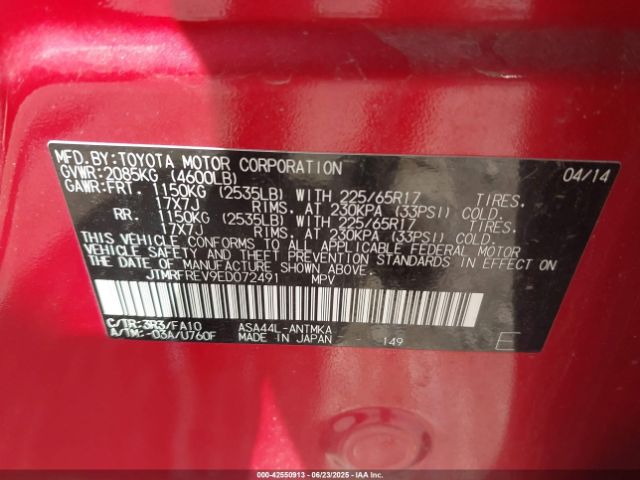 MFD.BY:TOYOTA MOTOR CORPORATION 04/14
GVWR:2085KG (4600LB)
GAWR:FRT. 1150KG (2535LB) WITH 225/65R17 TIRES.
17X7J RIMS. AT 230KPA (33PSI) COLD.
RR. 1150KG (2535LB) WITH 225/65R17 TIRES.
17X7J RIMS. AT 230KPA (33PSI) COLD.
THIS VEHICLE CONFORMS TO ALL APPLICABLE FEDERAL MOTOR
VEHICLE SAFETY AND THEFT PREVENTION STANDARDS IN EFFECT ON
THE DATE OF MANUFACTURE SHOWN ABOVE.
JTMRFREV9ED072491 MPV
C/TR:3R3/FA10 ASA44L-ANTMKA
A/TM:-03A/U760F MADE IN JAPAN 149
E
000-42550913 - 06/23/2025 - IAAI.COM